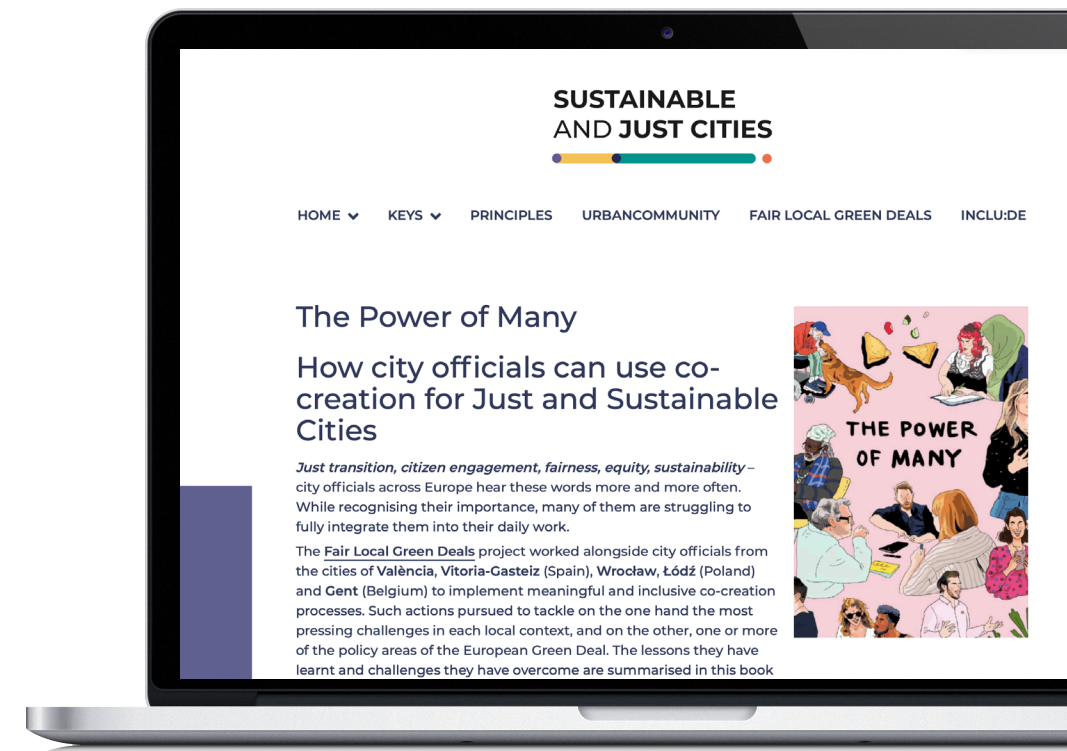 SUSTAINABLE
AND JUST CITIES
HOME KEYS PRINCIPLES URBANCOMMUNITY FAIR LOCAL GREEN DEALS INCLU:DE
The Power of Many
How city officials can use co-
creation for Just and Sustainable
Cities
Just transition, citizen engagement, fairness, equity, sustainability –
city officials across Europe hear these words more and more often.
While recognising their importance, many of them are struggling to
fully integrate them into their daily work.
The Fair Local Green Deals project worked alongside city officials from
the cities of València, Vitoria-Gasteiz (Spain), Wrocław, Łódź (Poland)
and Gent (Belgium) to implement meaningful and inclusive co-creation
processes. Such actions pursued to tackle on the one hand the most
pressing challenges in each local context, and on the other, one or more
of the policy areas of the European Green Deal. The lessons they have
learnt and challenges they have overcome are summarised in this book
THE POWER
OF MANY